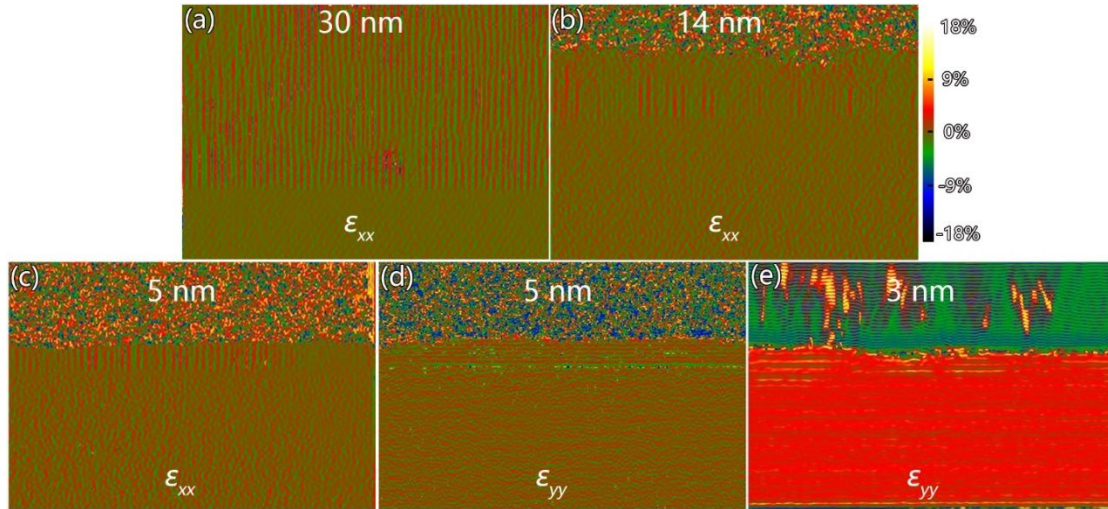 (a) 30 nm
(b) 14 nm
18%
9%
0%
-9%
-18%
εxx
εxx
(c) 5 nm
(d) 5 nm
(e) 3 nm
εxx
εyy
εyy